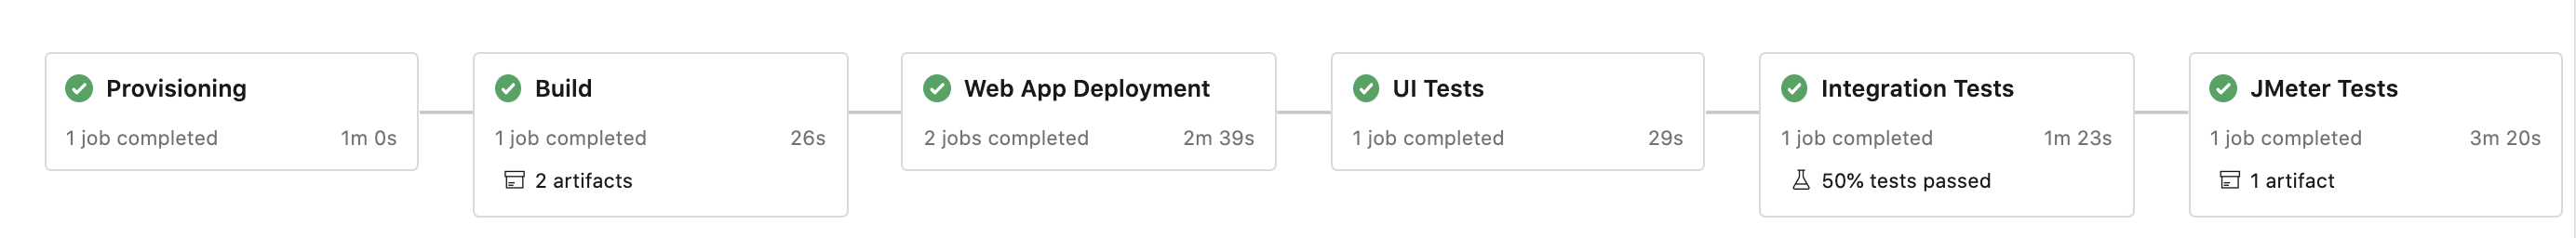 Provisioning
1 job completed 1m 0s
Build
1 job completed 26s
2 artifacts
Web App Deployment
2 jobs completed 2m 39s
UI Tests
1 job completed 29s
Integration Tests
1 job completed 1m 23s
50% tests passed
JMeter Tests
1 job completed 3m 20s
1 artifact